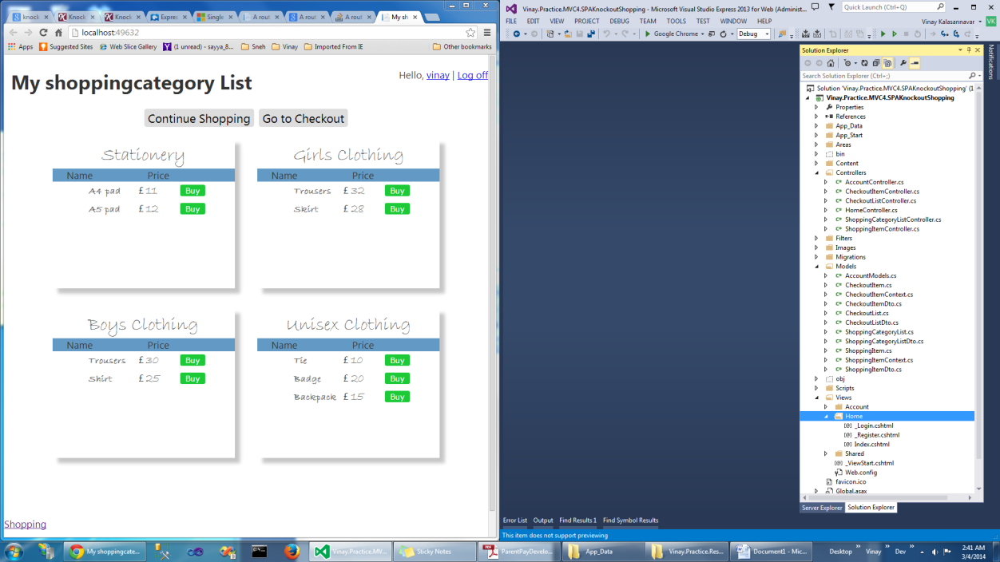 knock
Knock
Knock
Expres
Single
A rout
A rout
A rout
My sh
localhost:49632
Apps
Suggested Sites
Web Slice Gallery
(1 unread) - sayya_8...
Sneh
Vinay
Imported From IE
Other bookmarks
My shoppingcategory List
Hello, vinay | Log off
Continue Shopping
Go to Checkout
Stationery
Name Price
A4 pad £ 11 Buy
A5 pad £ 12 Buy
Girls Clothing
Name Price
Trousers £ 32 Buy
Skirt £ 28 Buy
Boys Clothing
Name Price
Trousers £ 30 Buy
Shirt £ 25 Buy
Unisex Clothing
Name Price
Tie £ 10 Buy
Badge £ 20 Buy
Backpack £ 15 Buy
Shopping
Vinay.Practice.MVC4.SPAKnockoutShopping - Microsoft Visual Studio Express 2013 for Web (Administ...
Quick Launch (Ctrl+Q)
FILE EDIT VIEW PROJECT DEBUG TEAM TOOLS TEST WINDOW HELP
Vinay Kalasannavar VK
Google Chrome
Debug
Solution Explorer
Search Solution Explorer (Ctrl+;)
Solution 'Vinay.Practice.MVC4.SPAKnockoutShopping' (1
Vinay.Practice.MVC4.SPAKnockoutShopping
Properties
References
App_Data
App_Start
Areas
bin
Content
Controllers
AccountController.cs
CheckoutItemController.cs
CheckoutListController.cs
HomeController.cs
ShoppingCategoryListController.cs
ShoppingItemController.cs
Filters
Images
Migrations
Models
AccountModels.cs
CheckoutItem.cs
CheckoutItemContext.cs
CheckoutItemDto.cs
CheckoutList.cs
CheckoutListDto.cs
ShoppingCategoryList.cs
ShoppingCategoryListDto.cs
ShoppingItem.cs
ShoppingItemContext.cs
ShoppingItemDto.cs
obj
Scripts
Views
Account
Home
_Login.cshtml
_Register.cshtml
Index.cshtml
Shared
_ViewStart.cshtml
Web.config
favicon.ico
Global.asax
Server Explorer
Solution Explorer
Notifications
Error List Output Find Results 1 Find Symbol Results
This item does not support previewing
My shoppingcate...
Vinay.Practice.MV...
Sticky Notes
ParentPayDevelo...
App_Data
Vinay.Practice.Res...
Document1 - Mic...
Desktop
Vinay
Dev
2:41 AM
3/4/2014